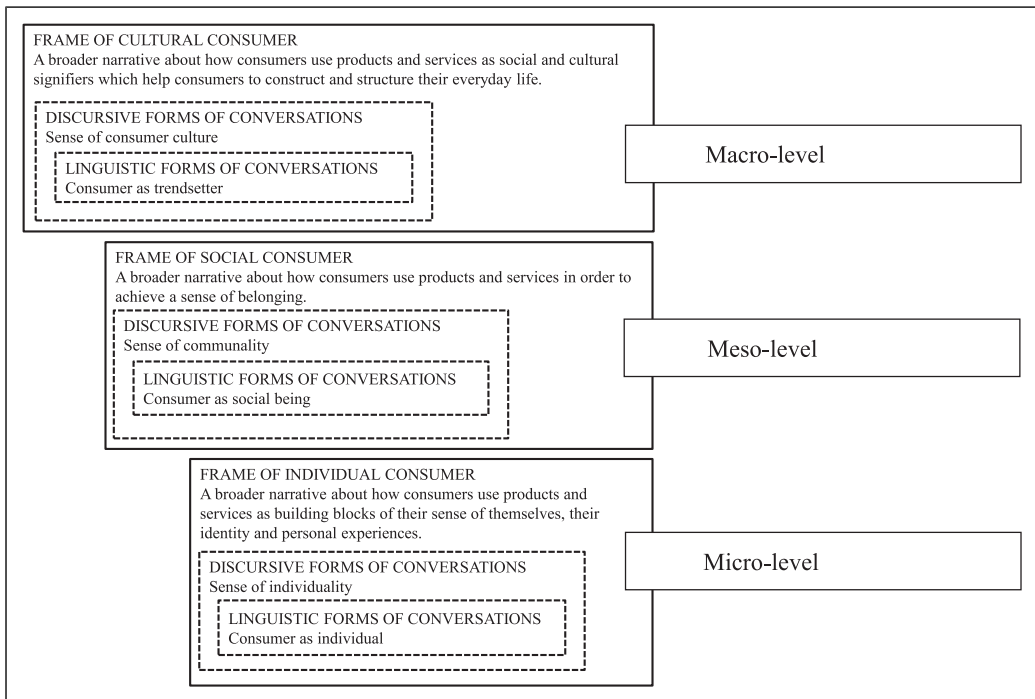 FRAME OF CULTURAL CONSUMER
A broader narrative about how consumers use products and services as social and cultural
signifiers which help consumers to construct and structure their everyday life.
DISCURSIVE FORMS OF CONVERSATIONS
Sense of consumer culture
LINGUISTIC FORMS OF CONVERSATIONS
Consumer as trendsetter
Macro-level
FRAME OF SOCIAL CONSUMER
A broader narrative about how consumers use products and services in order to
achieve a sense of belonging.
DISCURSIVE FORMS OF CONVERSATIONS
Sense of communality
LINGUISTIC FORMS OF CONVERSATIONS
Consumer as social being
Meso-level
FRAME OF INDIVIDUAL CONSUMER
A broader narrative about how consumers use products and
services as building blocks of their sense of themselves, their
identity and personal experiences.
DISCURSIVE FORMS OF CONVERSATIONS
Sense of individuality
LINGUISTIC FORMS OF CONVERSATIONS
Consumer as individual
Micro-level